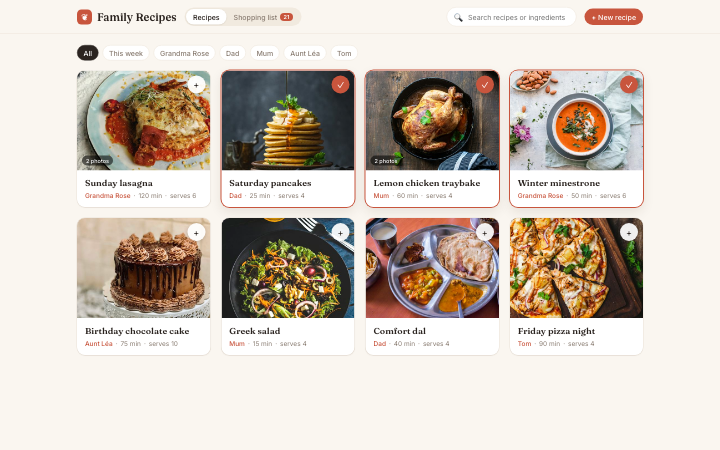 Family Recipes
Recipes
Shopping list 21
Search recipes or ingredients
+ New recipe
All
This week
Grandma Rose
Dad
Mum
Aunt Léa
Tom
2 photos
2 photos
Sunday lasagna
Grandma Rose · 120 min · serves 6
Saturday pancakes
Dad · 25 min · serves 4
Lemon chicken traybake
Mum · 60 min · serves 4
Winter minestrone
Grandma Rose · 50 min · serves 6
Birthday chocolate cake
Aunt Léa · 75 min · serves 10
Greek salad
Mum · 15 min · serves 4
Comfort dal
Dad · 40 min · serves 4
Friday pizza night
Tom · 90 min · serves 4